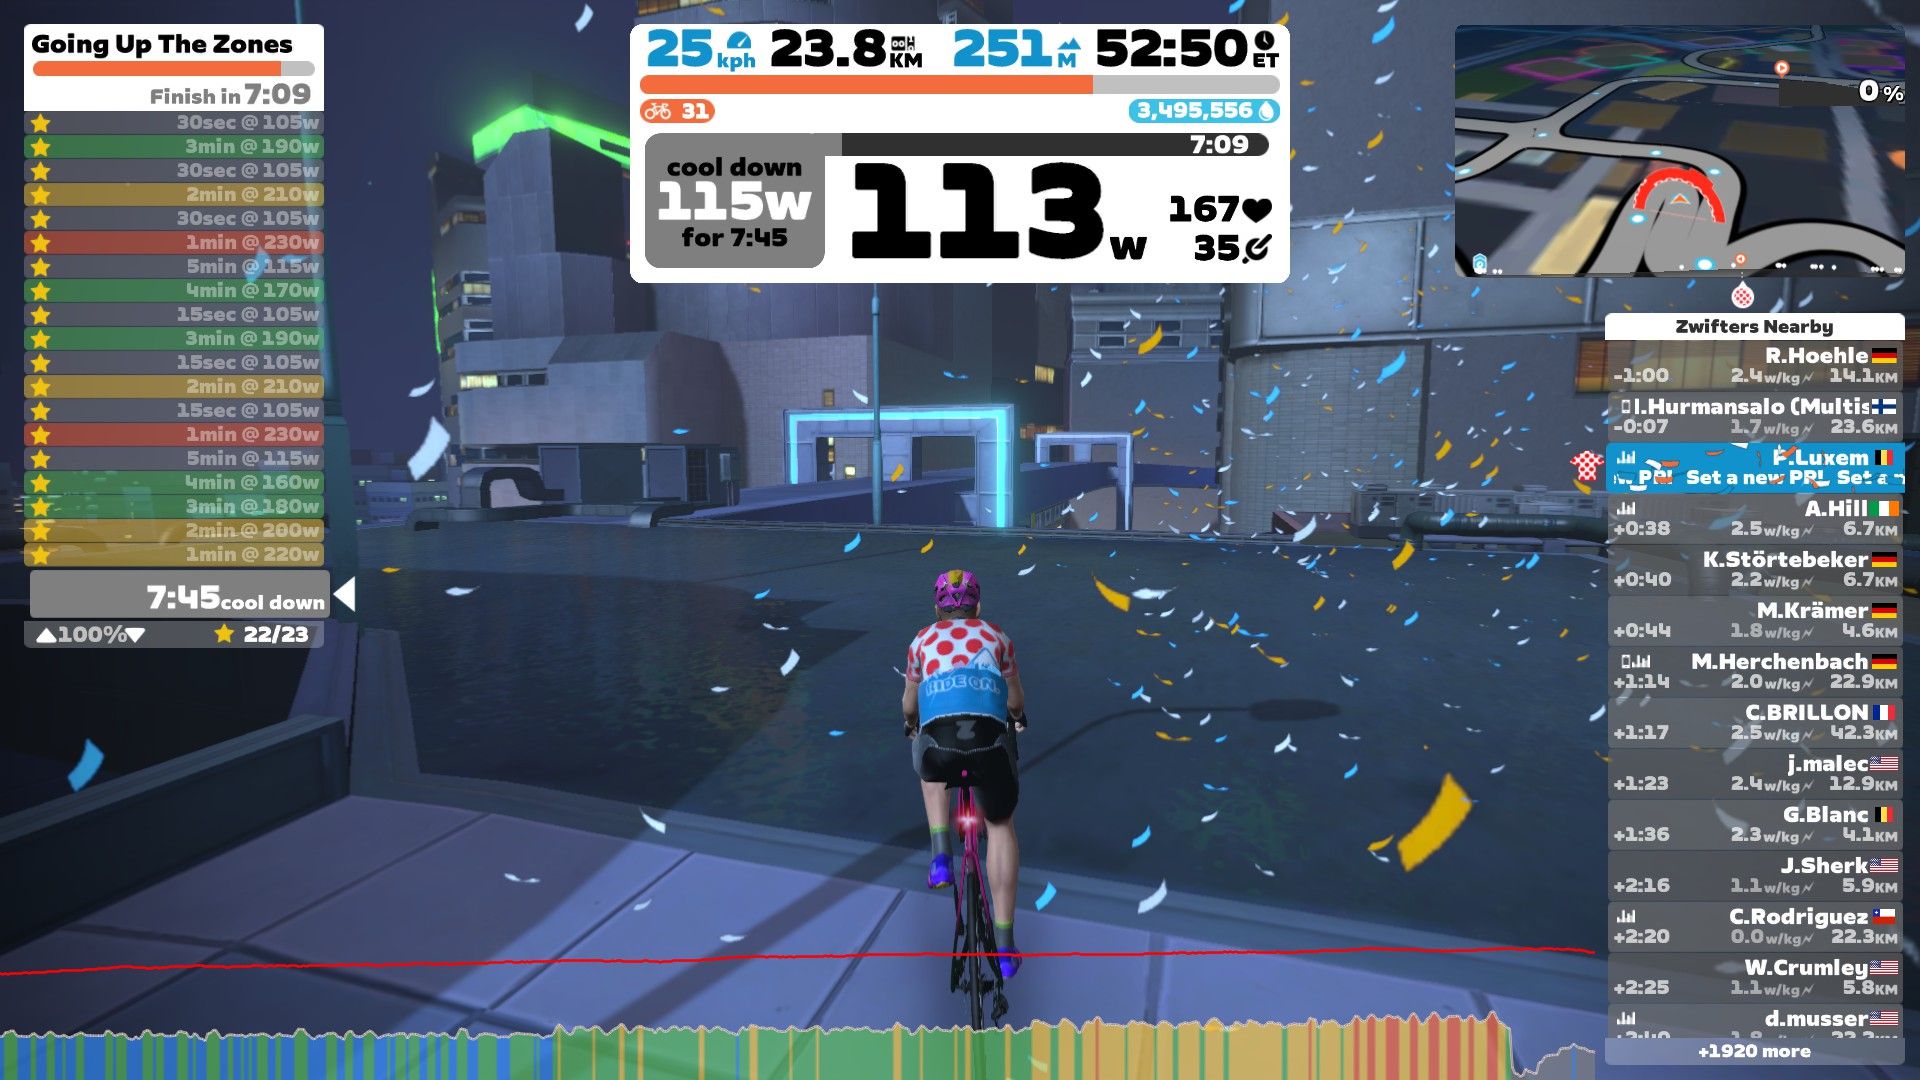 Going Up The Zones
Finish in 7:09
30sec @ 105w
3min @ 190w
30sec @ 105w
2min @ 210w
30sec @ 105w
1min @ 230w
5min @ 115w
4min @ 170w
15sec @ 105w
3min @ 190w
15sec @ 105w
2min @ 210w
15sec @ 105w
1min @ 230w
5min @ 115w
4min @ 160w
3min @ 180w
2min @ 200w
1min @ 220w
7:45 cool down
100% 22/23
25 kph 23.8 KM 251 M 52:50 ET
31 3,495,556
7:09
cool down
115w
for 7:45
113 w
167
35
0 %
Zwifters Nearby
R.Hoehle
-1:00 2.4 w/kg 14.1 KM
I.Hurmansalo (Multis
-0:07 1.7 w/kg 23.6 KM
P.Luxem
PR! Set a new PR! Set a
A.Hill
+0:38 2.5 w/kg 6.7 KM
K.Störtebeker
+0:40 2.2 w/kg 6.7 KM
M.Krämer
+0:44 1.8 w/kg 4.6 KM
M.Herchenbach
+1:14 2.0 w/kg 22.9 KM
C.BRILLON
+1:17 2.5 w/kg 42.3 KM
j.malec
+1:23 2.4 w/kg 12.9 KM
G.Blanc
+1:36 2.3 w/kg 4.1 KM
J.Sherk
+2:16 1.1 w/kg 5.9 KM
C.Rodriguez
+2:20 0.0 w/kg 22.3 KM
W.Crumley
+2:25 1.1 w/kg 5.8 KM
d.musser
+1920 more
RIDE ON.
Z